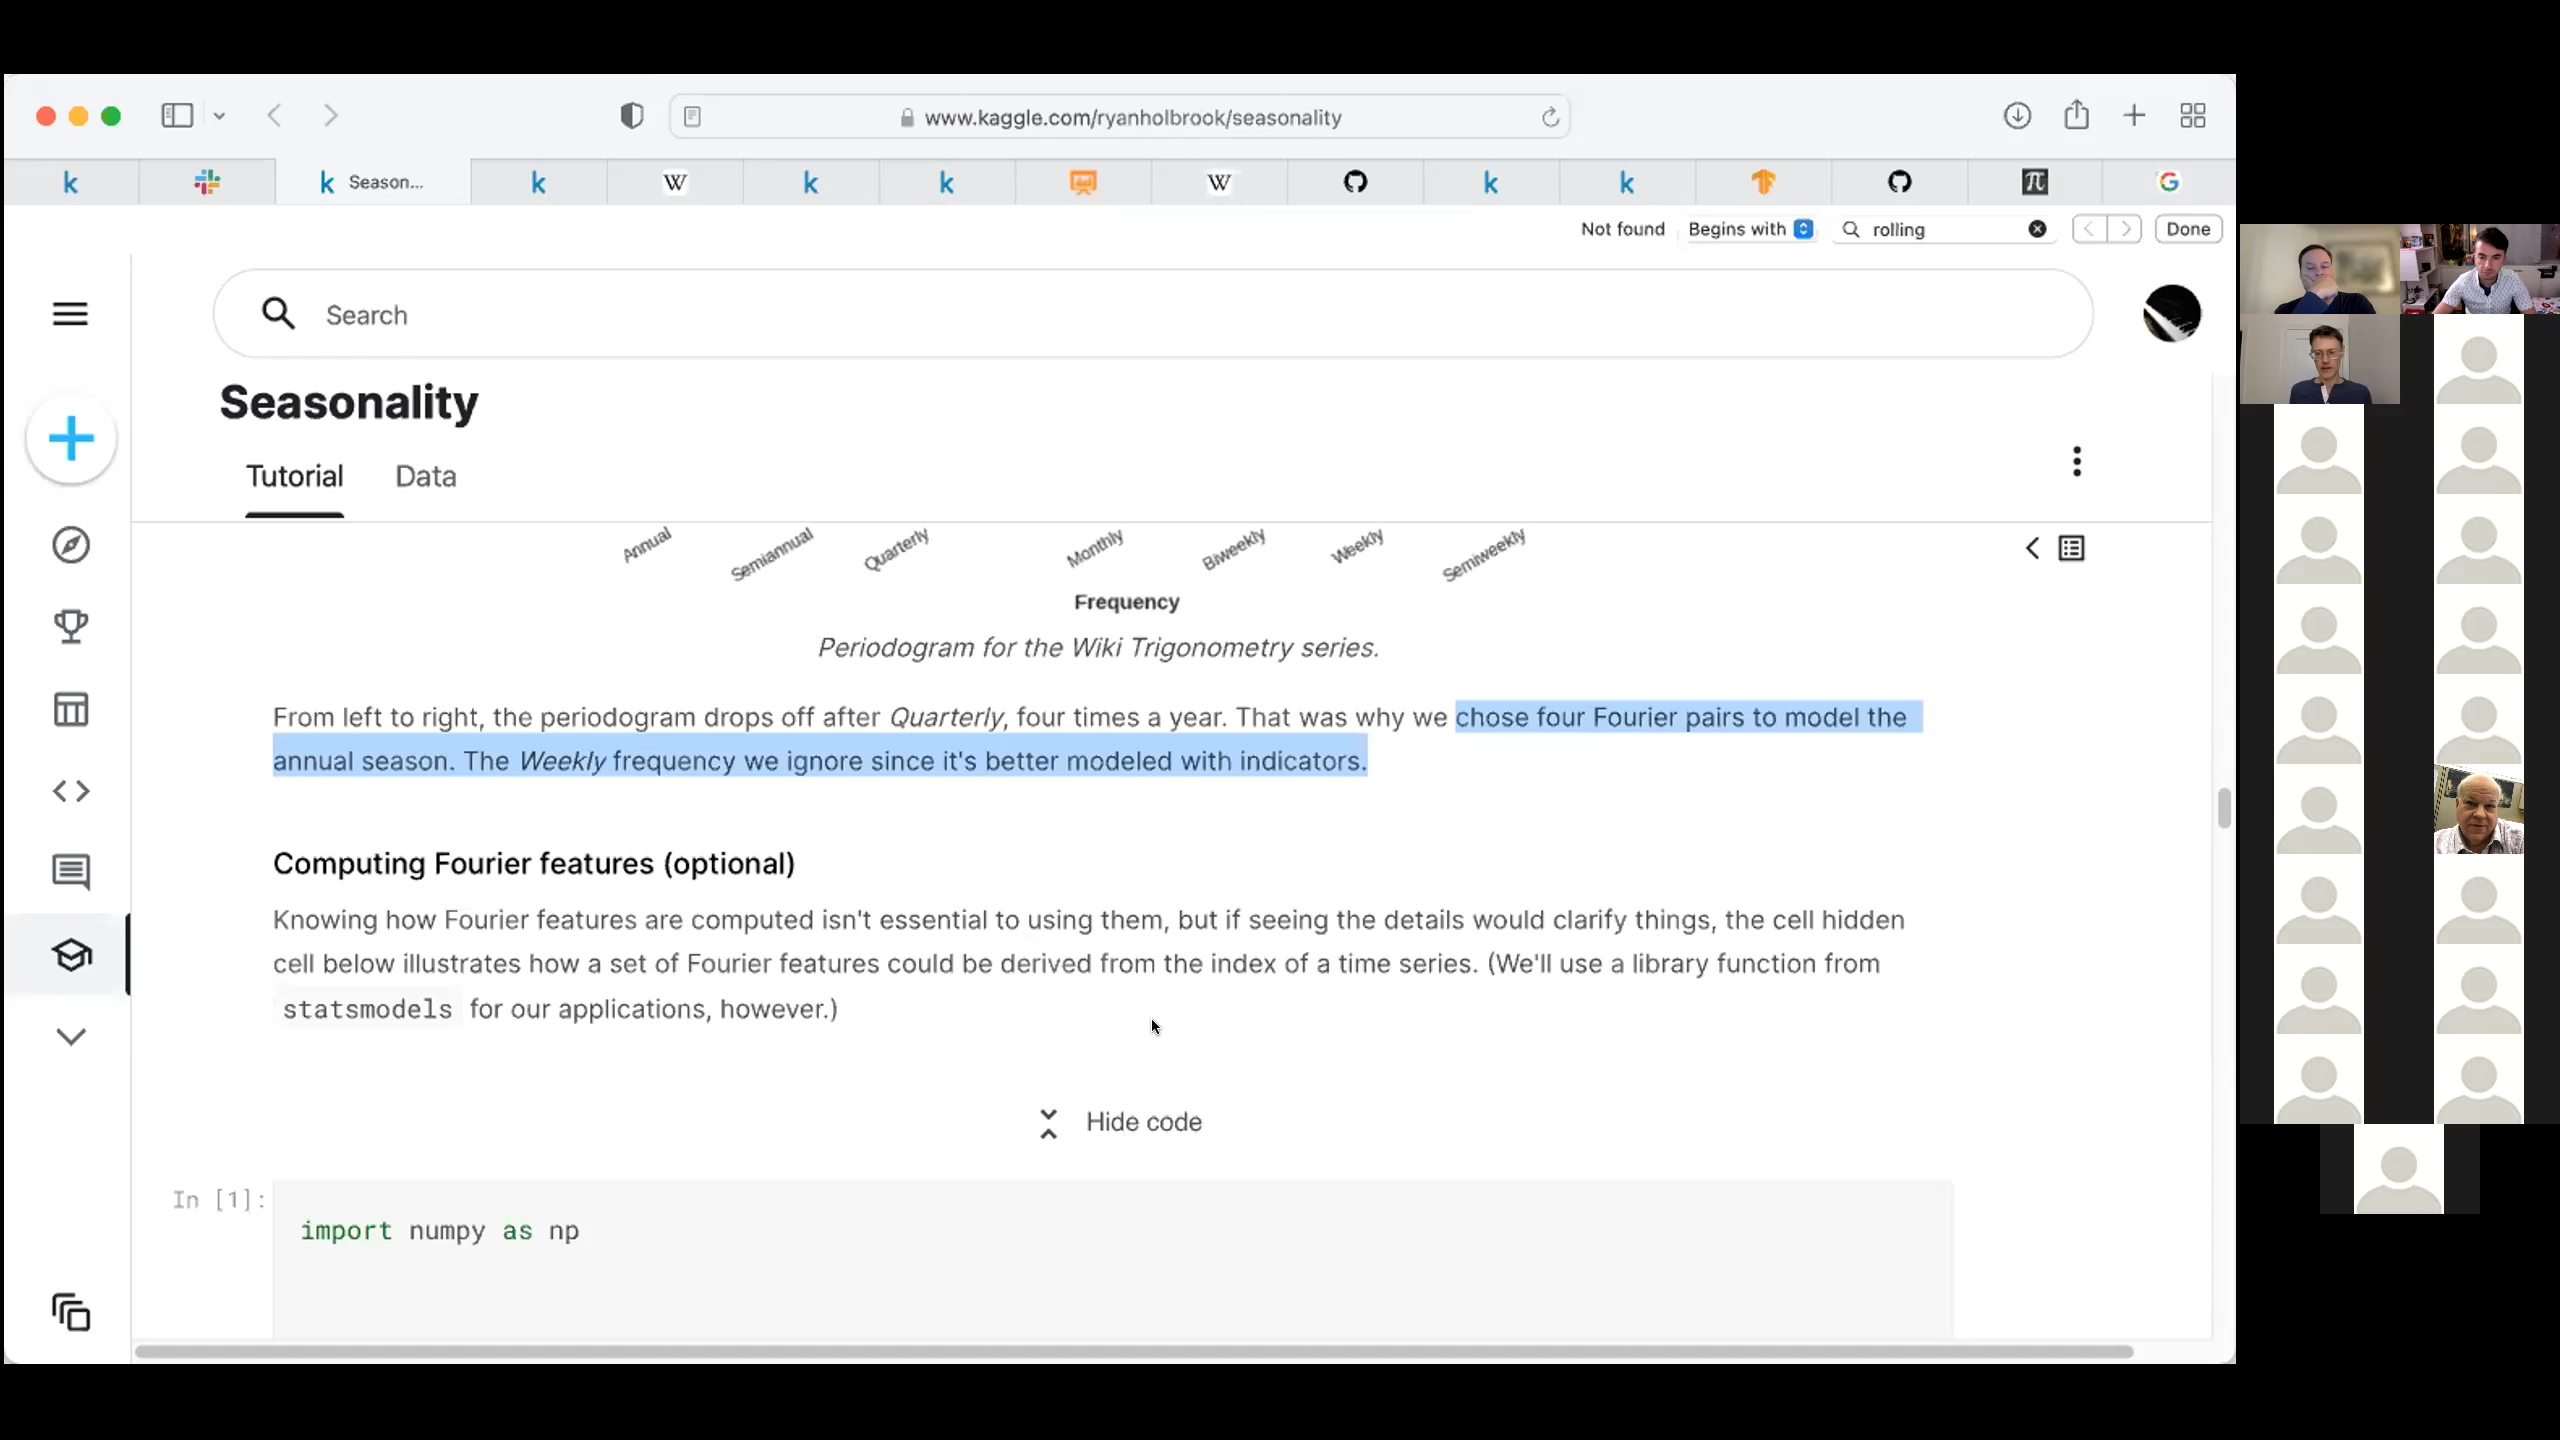 www.kaggle.com/ryanholbrook/seasonality
k
k Season...
k
W
k
k
W
k
k
π
G
Not found Begins with rolling Done
Search
Seasonality
Tutorial Data
Annual Semiannual Quarterly Monthly Biweekly Weekly Semiweekly
Frequency
Periodogram for the Wiki Trigonometry series.
From left to right, the periodogram drops off after Quarterly, four times a year. That was why we chose four Fourier pairs to model the
annual season. The Weekly frequency we ignore since it's better modeled with indicators.
Computing Fourier features (optional)
Knowing how Fourier features are computed isn't essential to using them, but if seeing the details would clarify things, the cell hidden
cell below illustrates how a set of Fourier features could be derived from the index of a time series. (We'll use a library function from
statsmodels for our applications, however.)
Hide code
In [1]:
import numpy as np